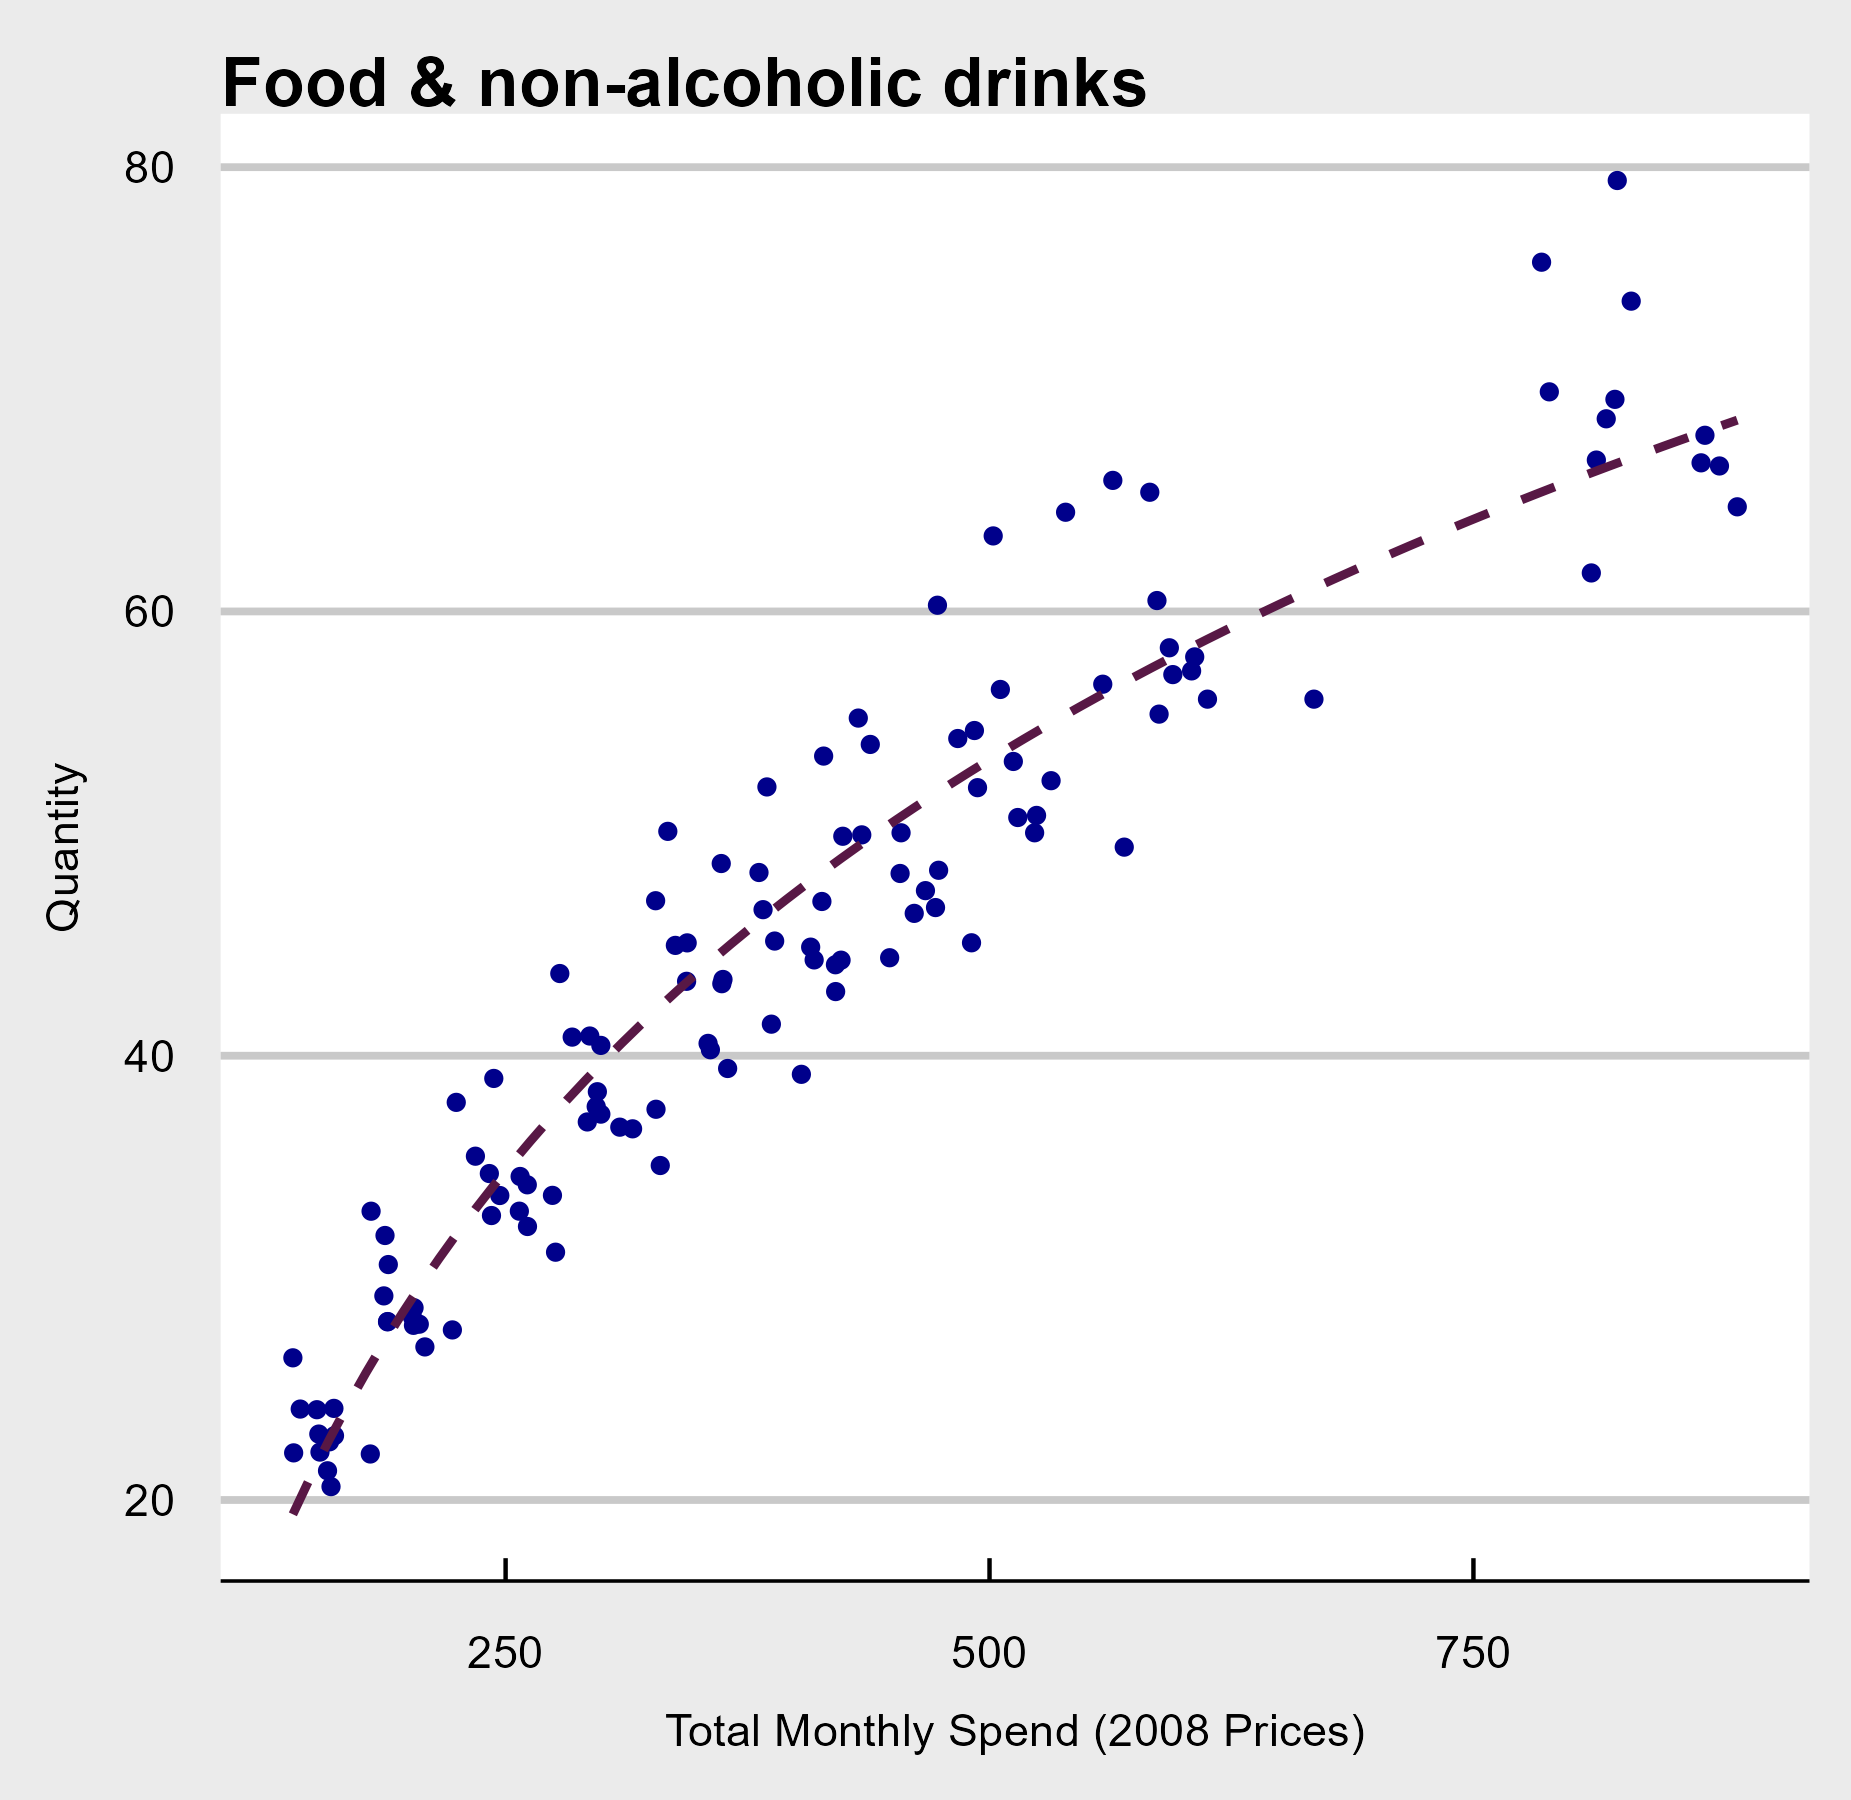 Food & non-alcoholic drinks
80
60
40
20
Quantity
250 500 750
Total Monthly Spend (2008 Prices)